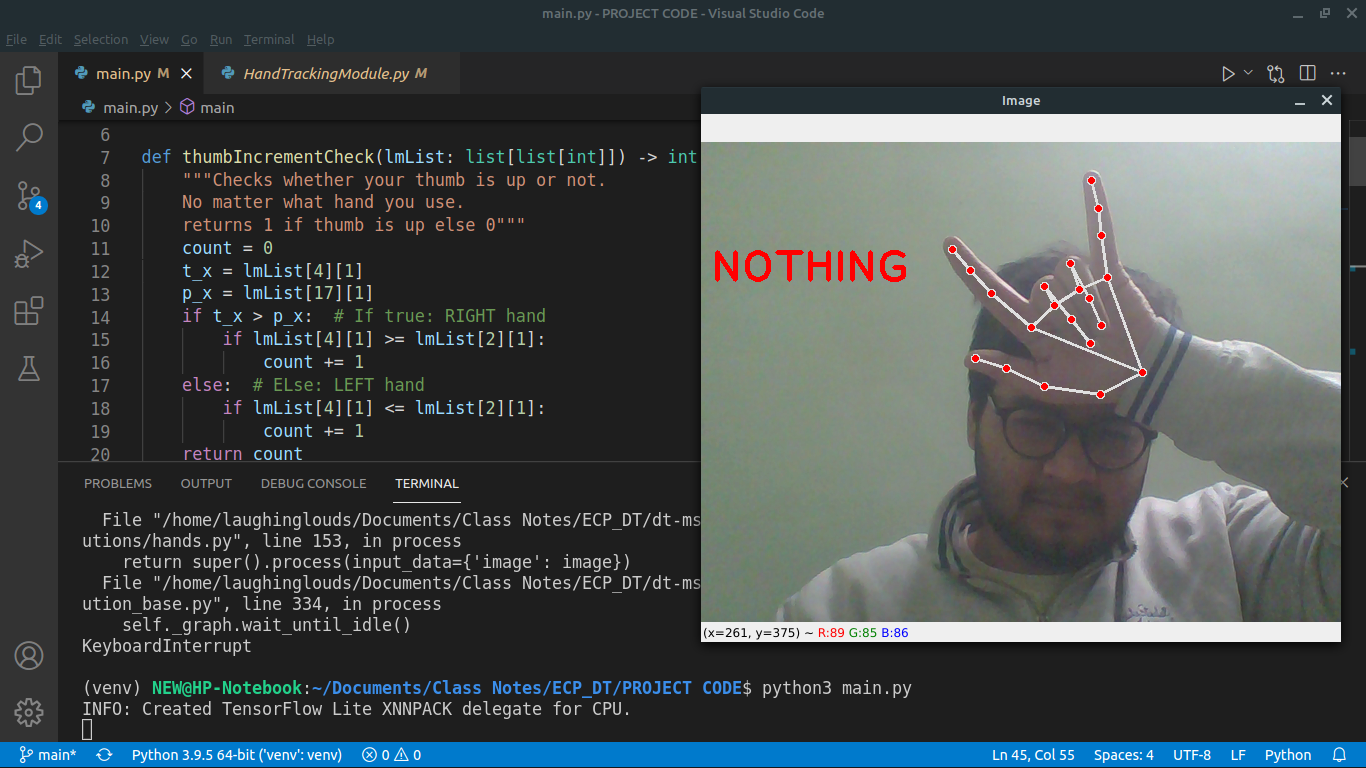 main.py - PROJECT CODE - Visual Studio Code
File Edit Selection View Go Run Terminal Help
main.py M HandTrackingModule.py M
main.py > main
6
7 def thumbIncrementCheck(lmList: list[list[int]]) -> int
8 """Checks whether your thumb is up or not.
9 No matter what hand you use.
10 returns 1 if thumb is up else 0"""
11 count = 0
12 t_x = lmList[4][1]
13 p_x = lmList[17][1]
14 if t_x > p_x:  # If true: RIGHT hand
15 if lmList[4][1] >= lmList[2][1]:
16 count += 1
17 else:  # ELse: LEFT hand
18 if lmList[4][1] <= lmList[2][1]:
19 count += 1
20 return count
Image
NOTHING
(x=261, y=375) ~ R:89 G:85 B:86
PROBLEMS OUTPUT DEBUG CONSOLE TERMINAL
File "/home/laughinglouds/Documents/Class Notes/ECP_DT/dt-ms
utions/hands.py", line 153, in process
return super().process(input_data={'image': image})
File "/home/laughinglouds/Documents/Class Notes/ECP_DT/dt-ms
ution_base.py", line 334, in process
self._graph.wait_until_idle()
KeyboardInterrupt
(venv) NEW@HP-Notebook:~/Documents/Class Notes/ECP_DT/PROJECT CODE$ python3 main.py
INFO: Created TensorFlow Lite XNNPACK delegate for CPU.
4
main* Python 3.9.5 64-bit ('venv': venv) 0 0 Ln 45, Col 55 Spaces: 4 UTF-8 LF Python